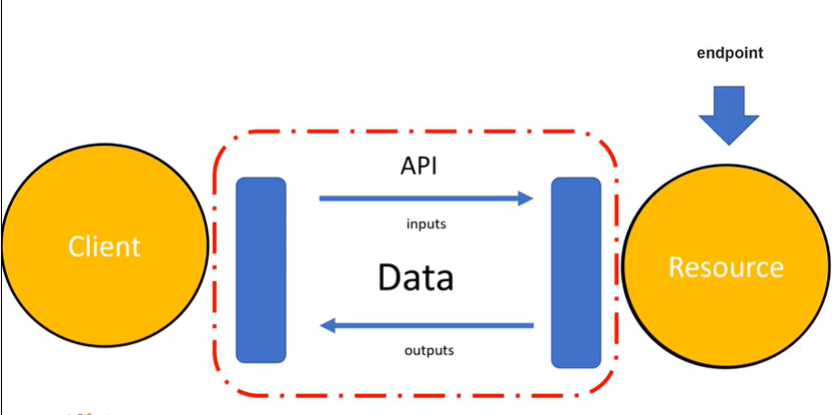 endpoint
API
Client
inputs
Data
Resource
outputs